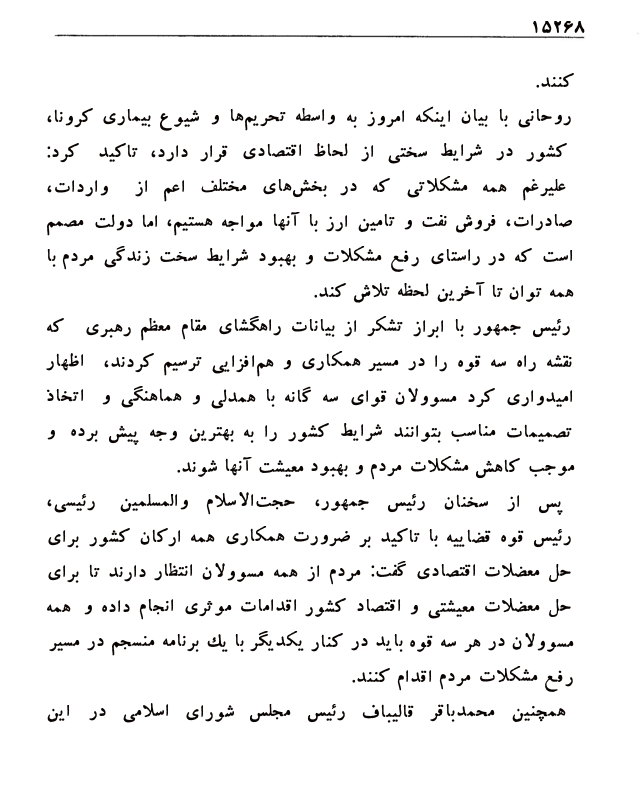 ۱۵۲۶۸
کنند.
روحانی با بیان اینکه امروز به واسطه تحریم‌ها و شیوع بیماری کرونا،
کشور در شرایط سختی از لحاظ اقتصادی قرار دارد، تاکید کرد:
علیرغم همه مشکلاتی که در بخش‌های مختلف اعم از واردات،
صادرات، فروش نفت و تامین ارز با آنها مواجه هستیم، اما دولت مصمم
است که در راستای رفع مشکلات و بهبود شرایط سخت زندگی مردم با
همه توان تا آخرین لحظه تلاش کند.
رئیس جمهور با ابراز تشکر از بیانات راهگشای مقام معظم رهبری که
نقشه راه سه قوه را در مسیر همکاری و هم‌افزایی ترسیم کردند، اظهار
امیدواری کرد مسوولان قوای سه گانه با همدلی و هماهنگی و اتخاذ
تصمیمات مناسب بتوانند شرایط کشور را به بهترین وجه پیش برده و
موجب کاهش مشکلات مردم و بهبود معیشت آنها شوند.
پس از سخنان رئیس جمهور، حجت‌الاسلام والمسلمین رئیسی،
رئیس قوه قضاییه با تاکید بر ضرورت همکاری همه ارکان کشور برای
حل معضلات اقتصادی گفت: مردم از همه مسوولان انتظار دارند تا برای
حل معضلات معیشتی و اقتصاد کشور اقدامات موثری انجام داده و همه
مسوولان در هر سه قوه باید در کنار یکدیگر با یك برنامه منسجم در مسیر
رفع مشکلات مردم اقدام کنند.
همچنین محمدباقر قالیباف رئیس مجلس شورای اسلامی در این